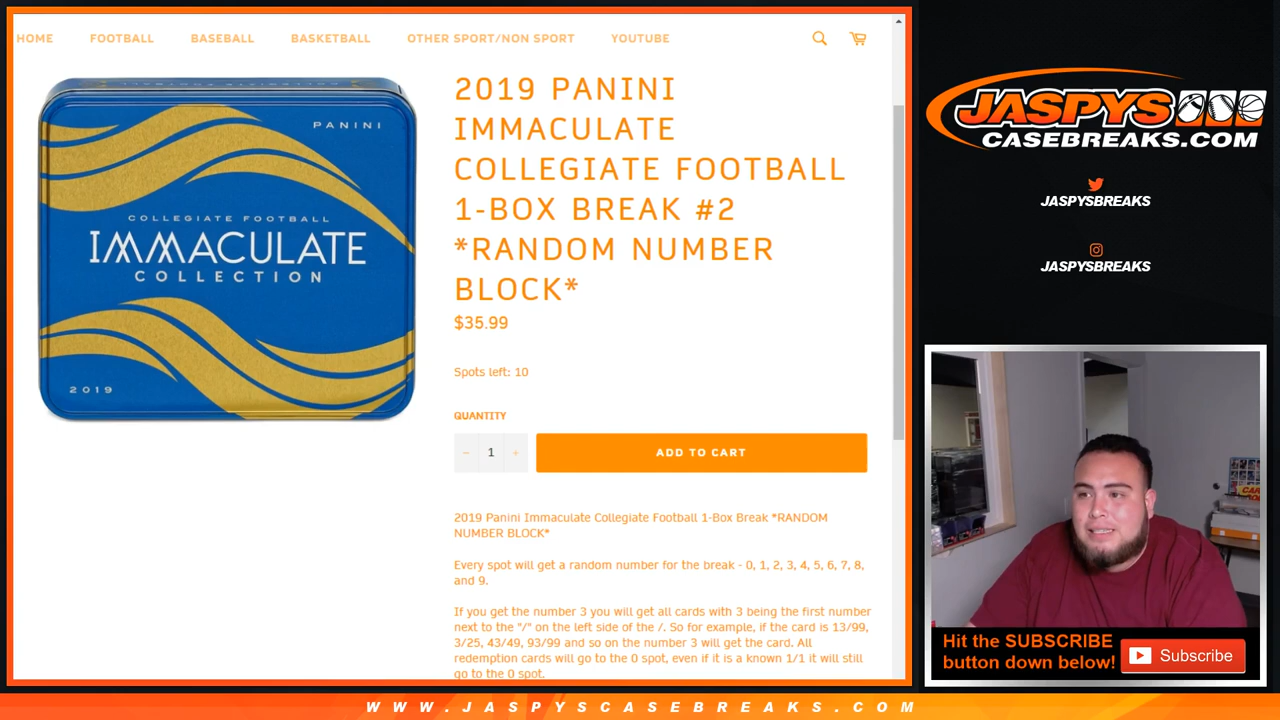 HOME FOOTBALL BASEBALL BASKETBALL OTHER SPORT/NON SPORT YOUTUBE
PANINI
COLLEGIATE FOOTBALL
IMMACULATE
COLLECTION
2019
2019 PANINI
IMMACULATE
COLLEGIATE FOOTBALL
1-BOX BREAK #2
*RANDOM NUMBER
BLOCK*
$35.99
Spots left: 10
QUANTITY
− 1 +
ADD TO CART
2019 Panini Immaculate Collegiate Football 1-Box Break *RANDOM
NUMBER BLOCK*
Every spot will get a random number for the break - 0, 1, 2, 3, 4, 5, 6, 7, 8,
and 9.
If you get the number 3 you will get all cards with 3 being the first number
next to the "/" on the left side of the /. So for example, if the card is 13/99,
3/25, 43/49, 93/99 and so on the number 3 will get the card. All
redemption cards will go to the 0 spot, even if it is a known 1/1 it will still
go to the 0 spot.
JASPYS
CASEBREAKS.COM
JASPYSBREAKS
JASPYSBREAKS
Hit the SUBSCRIBE
button down below!
Subscribe
WWW.JASPYSCASEBREAKS.COM